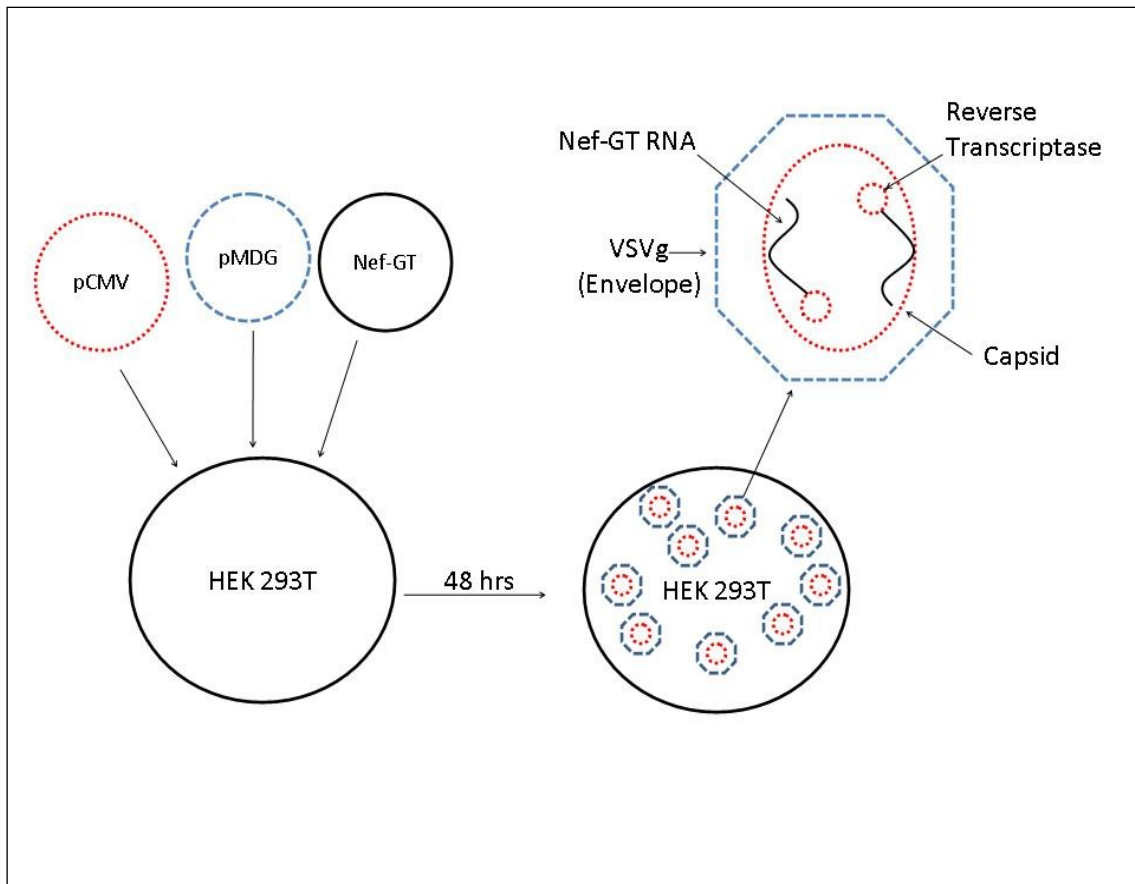 pCMV
pMDG
Nef-GT
HEK 293T
48 hrs
HEK 293T
Nef-GT RNA
Reverse
Transcriptase
VSVg
(Envelope)
Capsid